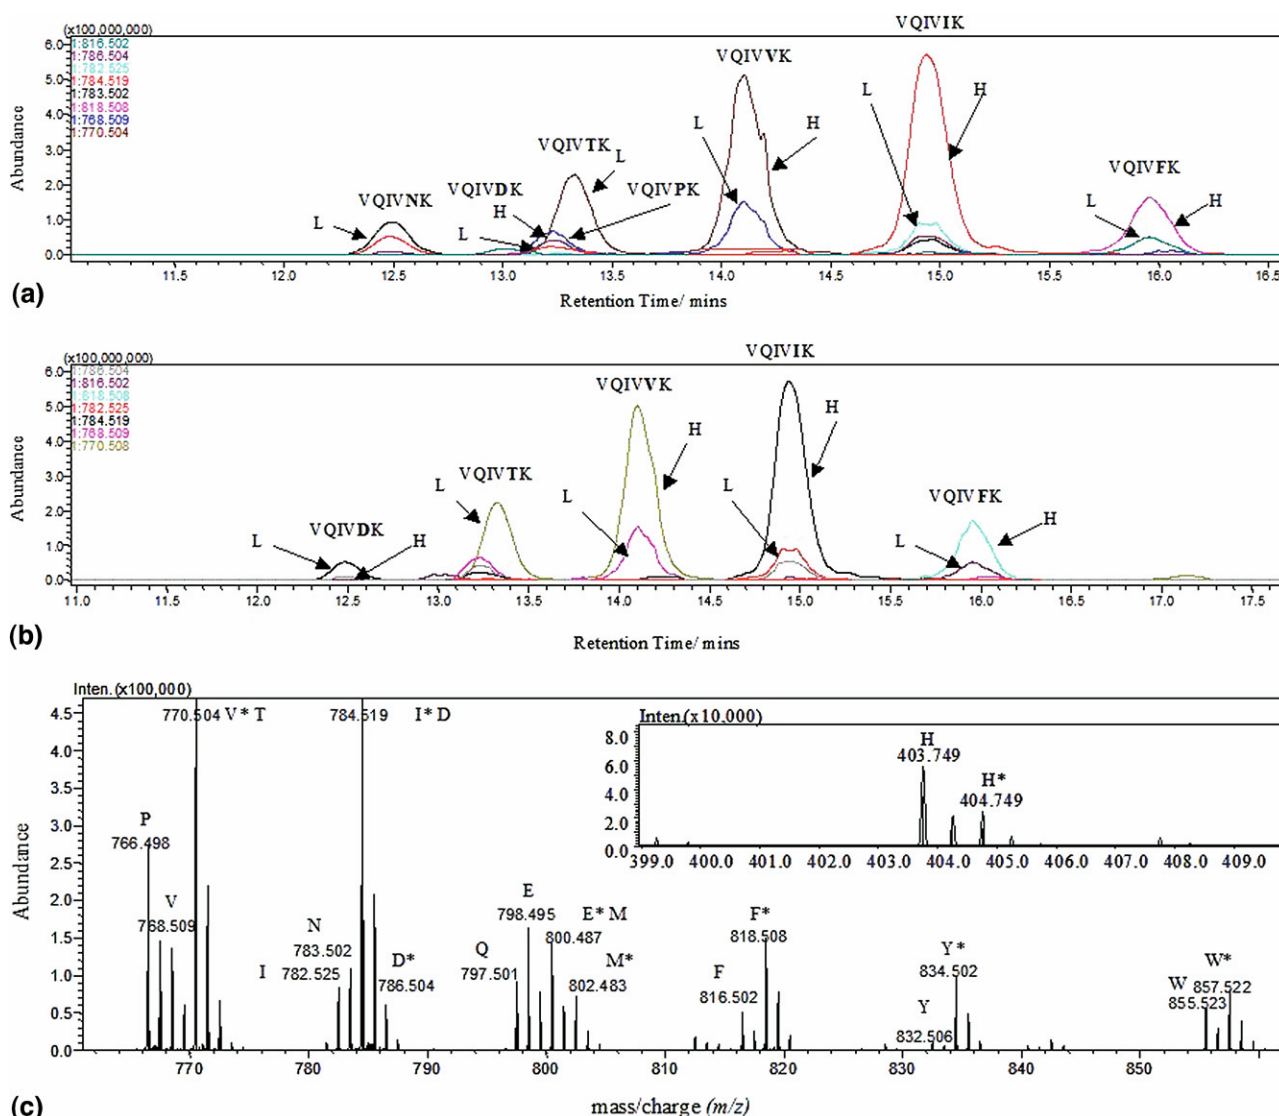 VQIVIK
(x100,000,000)
1:816.502
1:786.504
1:782.525
1:784.519
1:783.502
1:818.508
1:768.509
1:770.504
6.0
5.0
4.0
3.0
2.0
1.0
0.0
Abundance
VQIVVK
VQIVTK
VQIVDK
VQIVNK
VQIVPK
VQIVFK
L
L
H
L
L
H
L
H
L
H
11.5 12.0 12.5 13.0 13.5 14.0 14.5 15.0 15.5 16.0 16.5
Retention Time/ mins
(a)
VQIVIK
(x100,000,000)
1:786.504
1:816.502
1:818.508
1:782.525
1:784.519
1:768.509
1:770.508
6.0
5.0
4.0
3.0
2.0
1.0
0.0
Abundance
VQIVVK
VQIVTK
VQIVDK
VQIVFK
L
H
L
L
H
L
H
L
H
11.0 11.5 12.0 12.5 13.0 13.5 14.0 14.5 15.0 15.5 16.0 16.5 17.0 17.5
Retention Time/ mins
(b)
Inten.(x100,000)
4.5
4.0
3.5
3.0
2.5
2.0
1.5
1.0
0.5
0.0
Abundance
770.504 V* T
784.519 I* D
P
766.498
V
768.509
I
N
783.502
782.525
D*
786.504
E
798.495
E* M
800.487
Q
797.501
M*
802.483
F*
818.508
F
816.502
Y*
834.502
Y
832.506
W*
W 857.522
855.523
Inten.(x10,000)
8.0
6.0
4.0
2.0
0.0
H
403.749
H*
404.749
399.0 400.0 401.0 402.0 403.0 404.0 405.0 406.0 407.0 408.0 409.0
770 780 790 800 810 820 830 840 850
mass/charge (m/z)
(c)